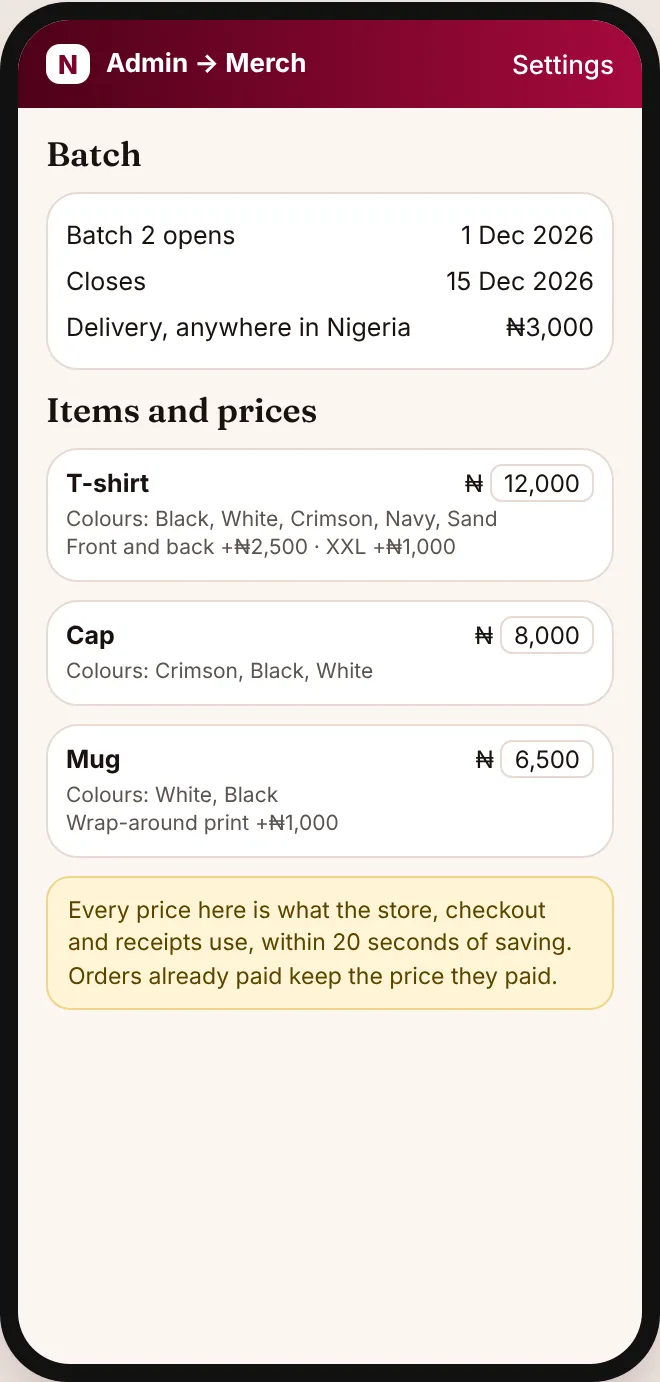 N Admin → Merch Settings
Batch
Batch 2 opens 1 Dec 2026
Closes 15 Dec 2026
Delivery, anywhere in Nigeria ₦3,000
Items and prices
T-shirt ₦ 12,000
Colours: Black, White, Crimson, Navy, Sand
Front and back +₦2,500 · XXL +₦1,000
Cap ₦ 8,000
Colours: Crimson, Black, White
Mug ₦ 6,500
Colours: White, Black
Wrap-around print +₦1,000
Every price here is what the store, checkout
and receipts use, within 20 seconds of saving.
Orders already paid keep the price they paid.